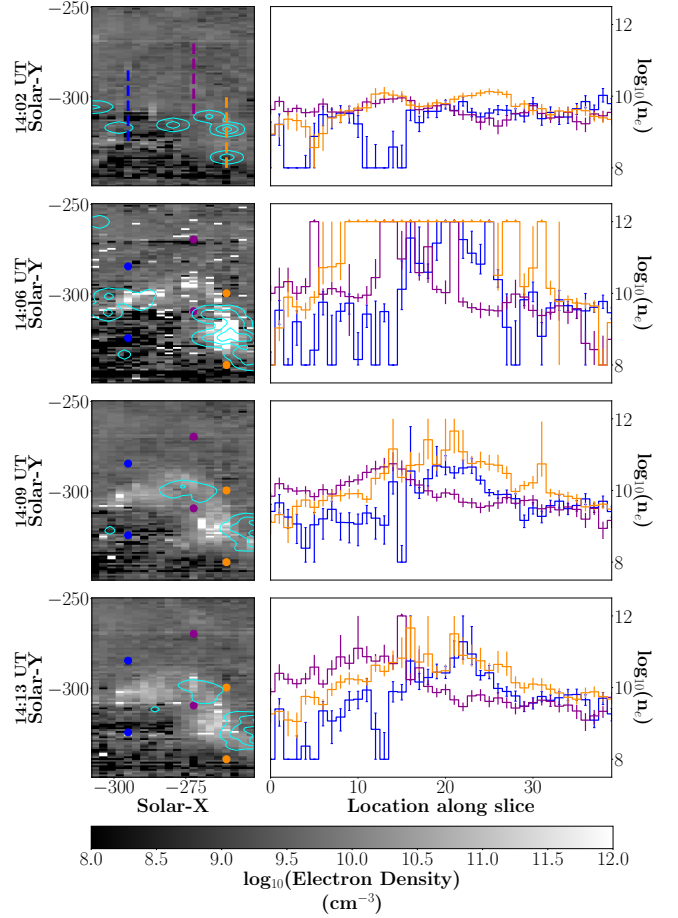 −250
−300
14:02 UT
Solar-Y
12
10
8
log₁₀(nₑ)
−250
−300
14:06 UT
Solar-Y
12
10
8
log₁₀(nₑ)
−250
−300
14:09 UT
Solar-Y
12
10
8
log₁₀(nₑ)
−250
−300
14:13 UT
Solar-Y
12
10
8
log₁₀(nₑ)
−300 −275
Solar-X
0 10 20 30
Location along slice
8.0 8.5 9.0 9.5 10.0 10.5 11.0 11.5 12.0
log₁₀(Electron Density)
(cm⁻³)